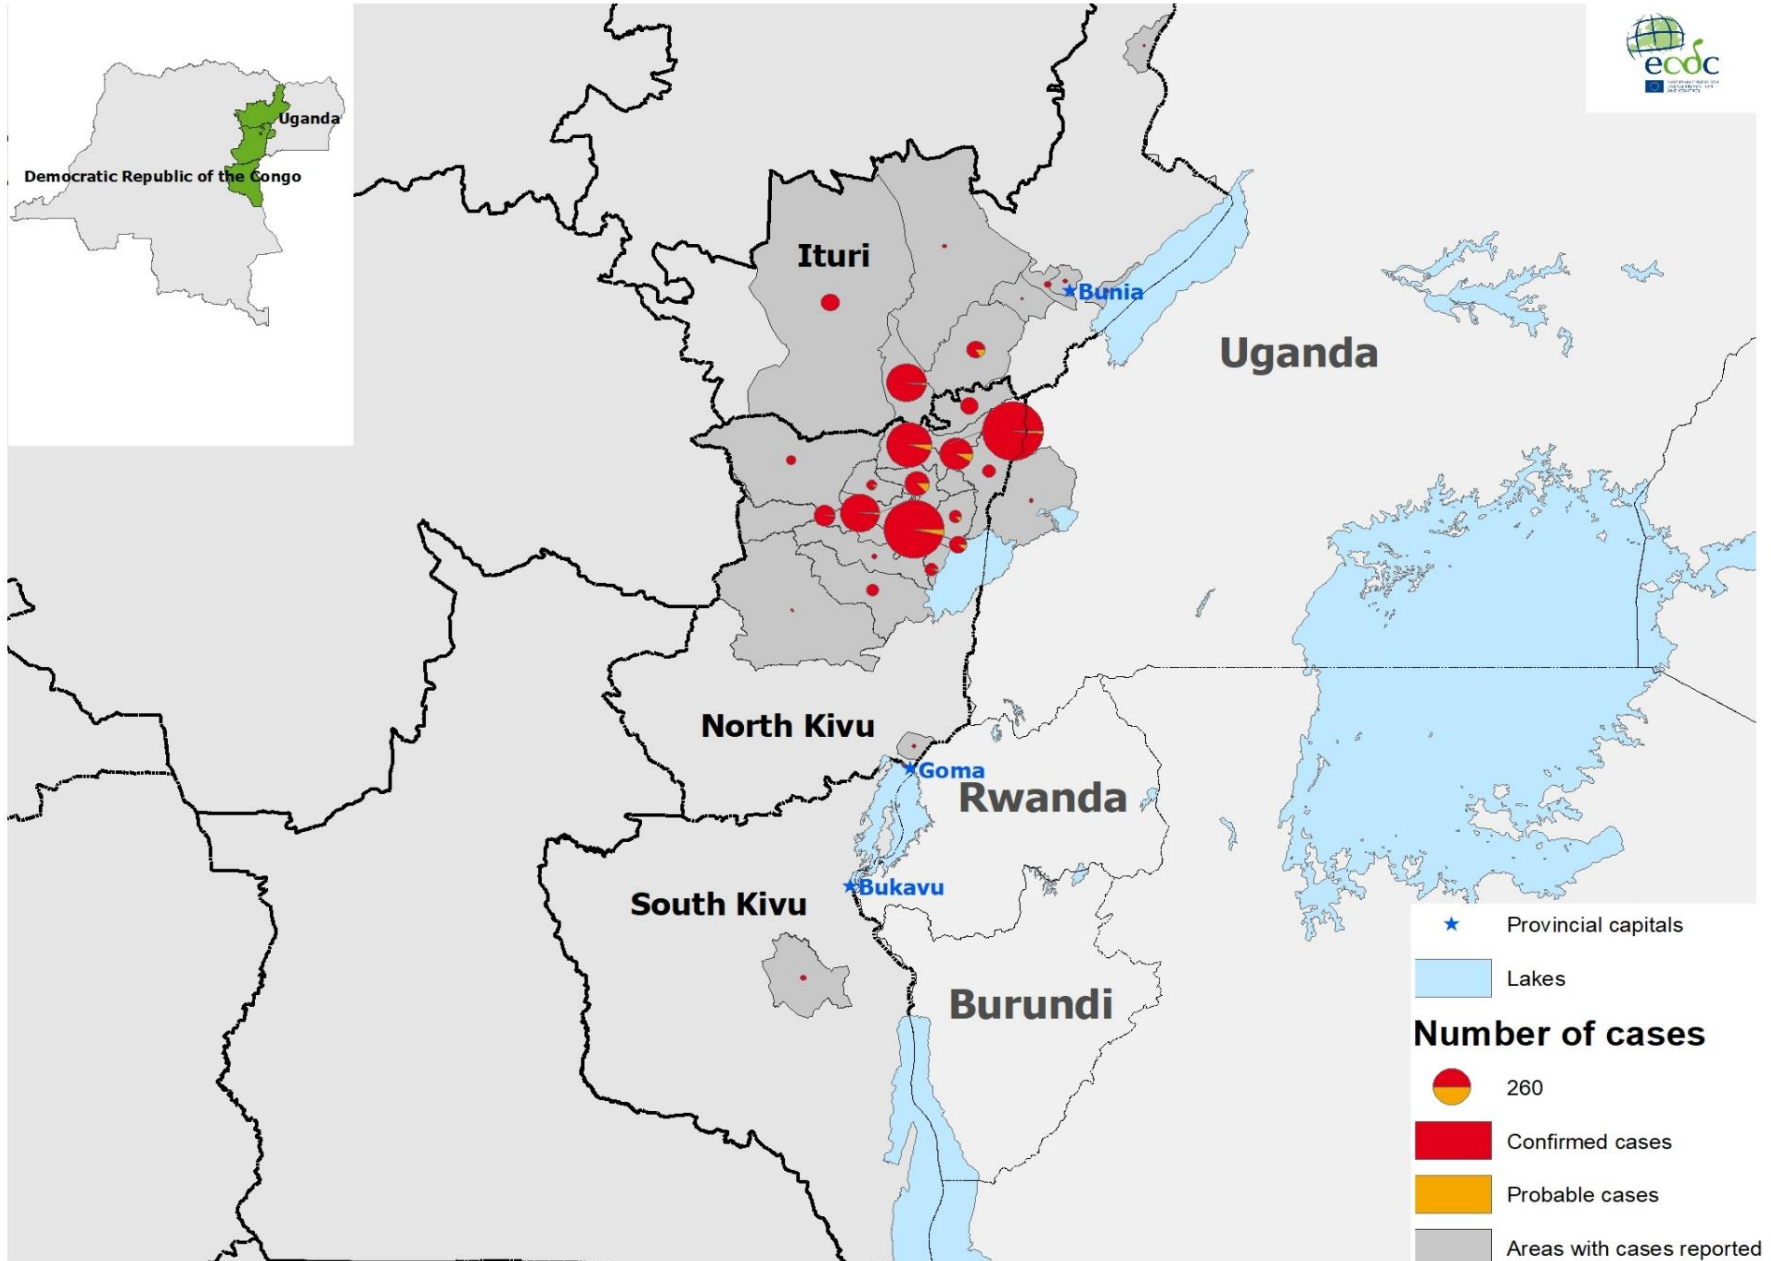 ecdc
Uganda
Democratic Republic of the Congo
Ituri
Bunia
Uganda
North Kivu
Goma
Rwanda
South Kivu
Bukavu
Burundi
Provincial capitals
Lakes
Number of cases
260
Confirmed cases
Probable cases
Areas with cases reported